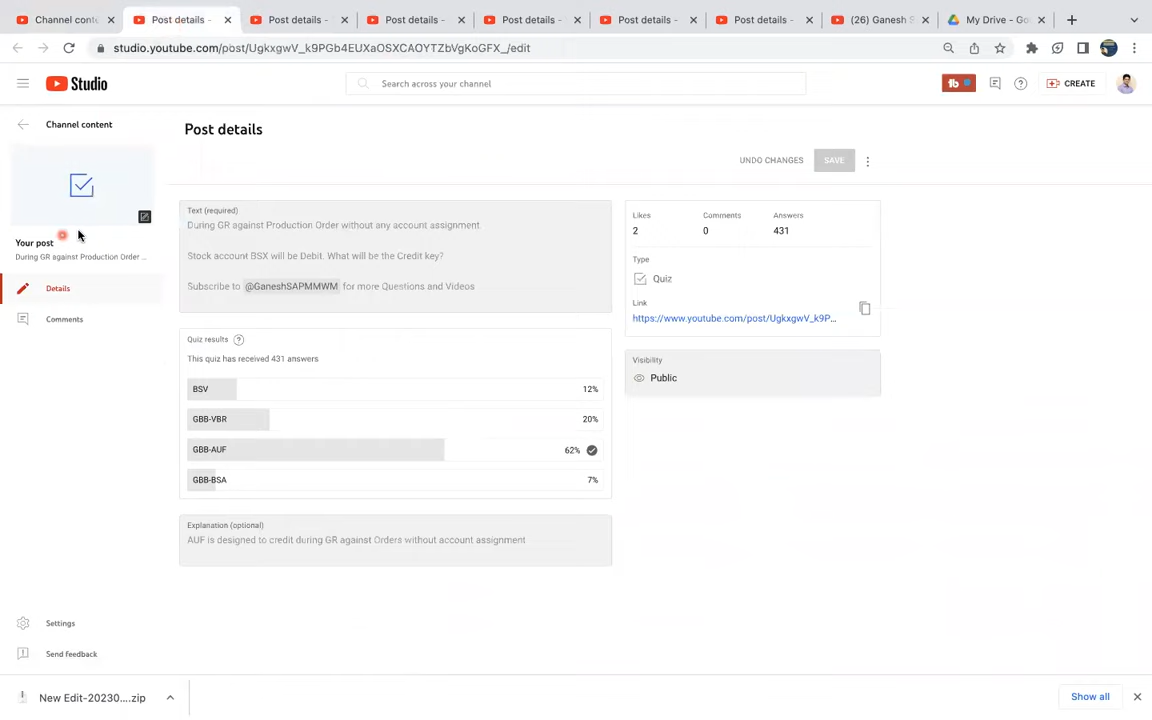 Channel conte
Post details -
Post details -
Post details -
Post details -
Post details -
Post details -
(26) Ganesh S
My Drive - Go
studio.youtube.com/post/UgkxgwV_k9PGb4EUXaOSXCAOYTZbVgKoGFX_/edit
Studio
Search across your channel
tb
CREATE
Channel content
Post details
UNDO CHANGES
SAVE
Your post
During GR against Production Order ...
Details
Comments
Text (required)
During GR against Production Order without any account assignment
Stock account BSX will be Debit. What will be the Credit key?
Subscribe to @GaneshSAPMMWM for more Questions and Videos
Likes
Comments
Answers
2
0
431
Type
Quiz
Link
https://www.youtube.com/post/UgkxgwV_k9P...
Visibility
Public
Quiz results
This quiz has received 431 answers
BSV 12%
GBB-VBR 20%
GBB-AUF 62%
GBB-BSA 7%
Explanation (optional)
AUF is designed to credit during GR against Orders without account assignment
Settings
Send feedback
New Edit-20230....zip
Show all